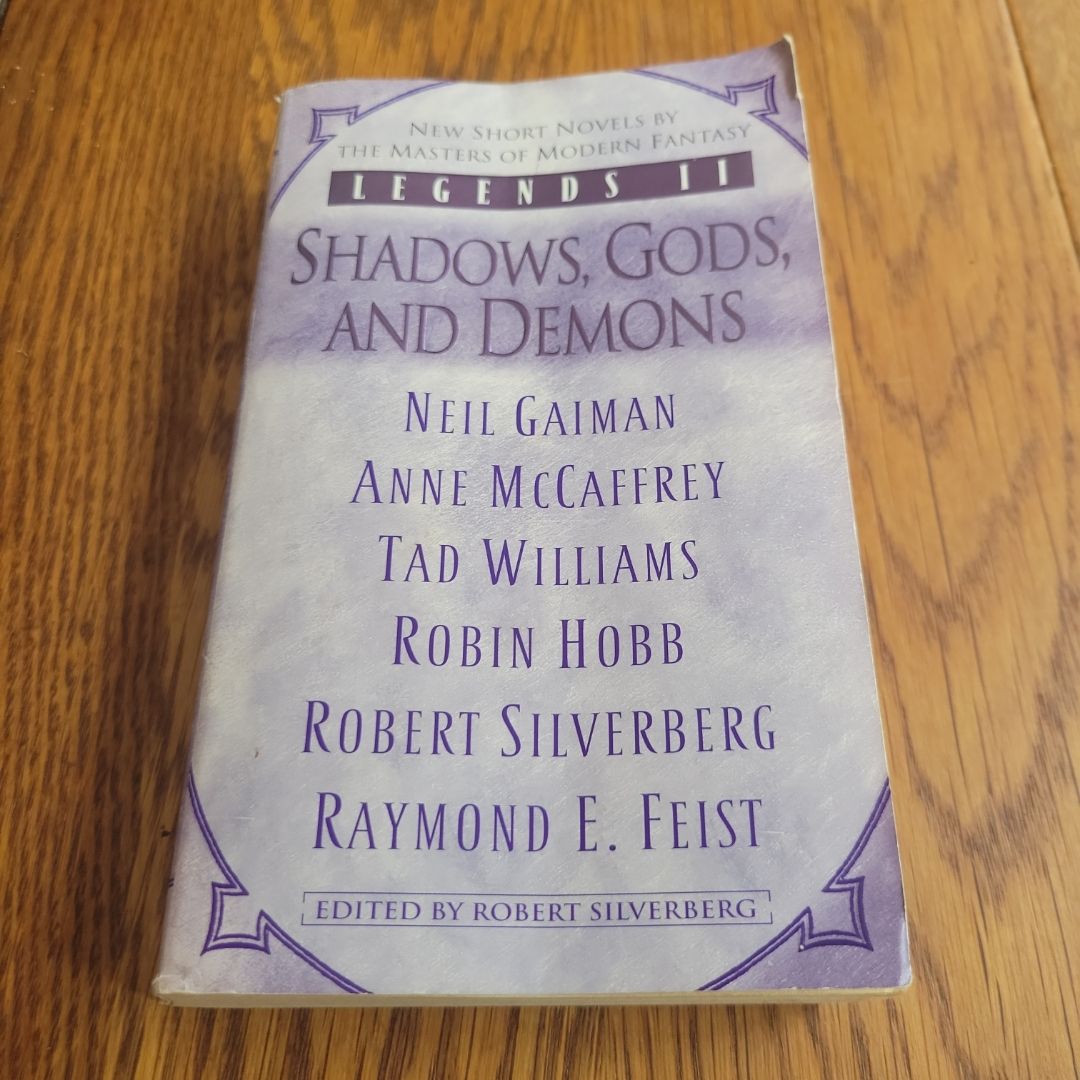 NEW SHORT NOVELS BY
THE MASTERS OF MODERN FANTASY
LEGENDS II
SHADOWS, GODS,
AND DEMONS
NEIL GAIMAN
ANNE MCCAFFREY
TAD WILLIAMS
ROBIN HOBB
ROBERT SILVERBERG
RAYMOND E. FEIST
EDITED BY ROBERT SILVERBERG